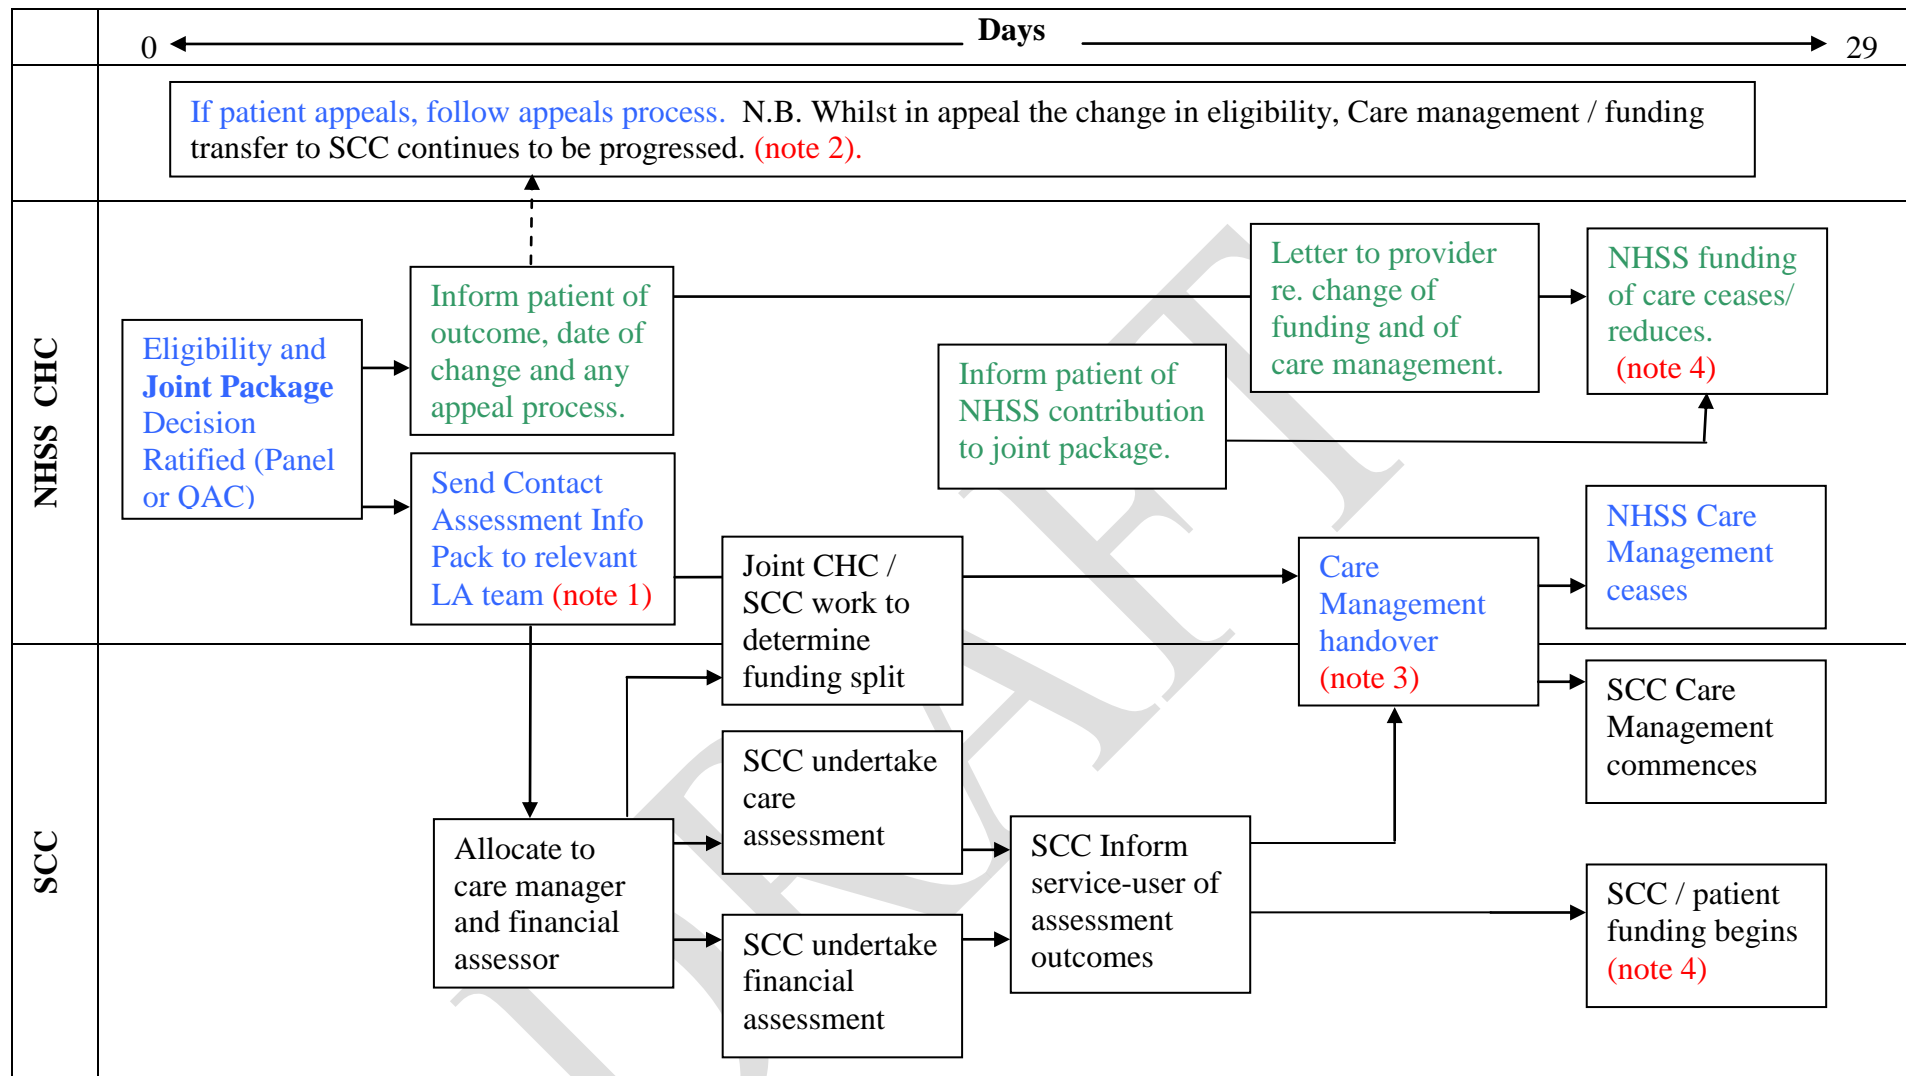 Days
0
29
If patient appeals, follow appeals process. N.B. Whilst in appeal the change in eligibility, Care management / funding
transfer to SCC continues to be progressed. (note 2).
NHSS CHC
Eligibility and
Joint Package
Decision
Ratified (Panel
or QAC)
Inform patient of
outcome, date of
change and any
appeal process.
Send Contact
Assessment Info
Pack to relevant
LA team (note 1)
Joint CHC /
SCC work to
determine
funding split
Inform patient of
NHSS contribution
to joint package.
Letter to provider
re. change of
funding and of
care management.
NHSS funding
of care ceases/
reduces.
(note 4)
Care
Management
handover
(note 3)
NHSS Care
Management
ceases
SCC
Allocate to
care manager
and financial
assessor
SCC undertake
care
assessment
SCC undertake
financial
assessment
SCC Inform
service-user of
assessment
outcomes
SCC Care
Management
commences
SCC / patient
funding begins
(note 4)
DRAFT